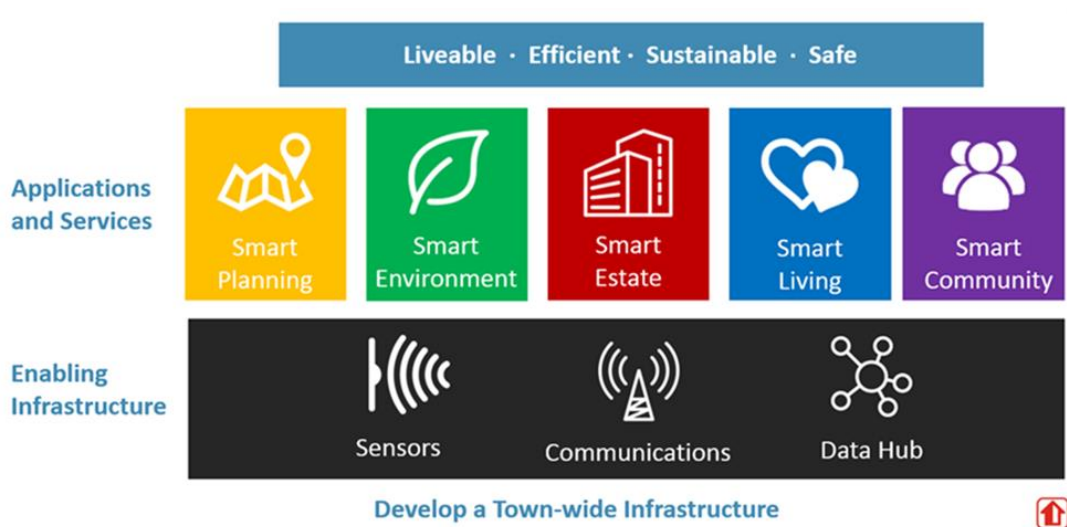 Liveable · Efficient · Sustainable · Safe
Applications
and Services
Smart
Planning
Smart
Environment
Smart
Estate
Smart
Living
Smart
Community
Enabling
Infrastructure
Sensors
Communications
Data Hub
Develop a Town-wide Infrastructure